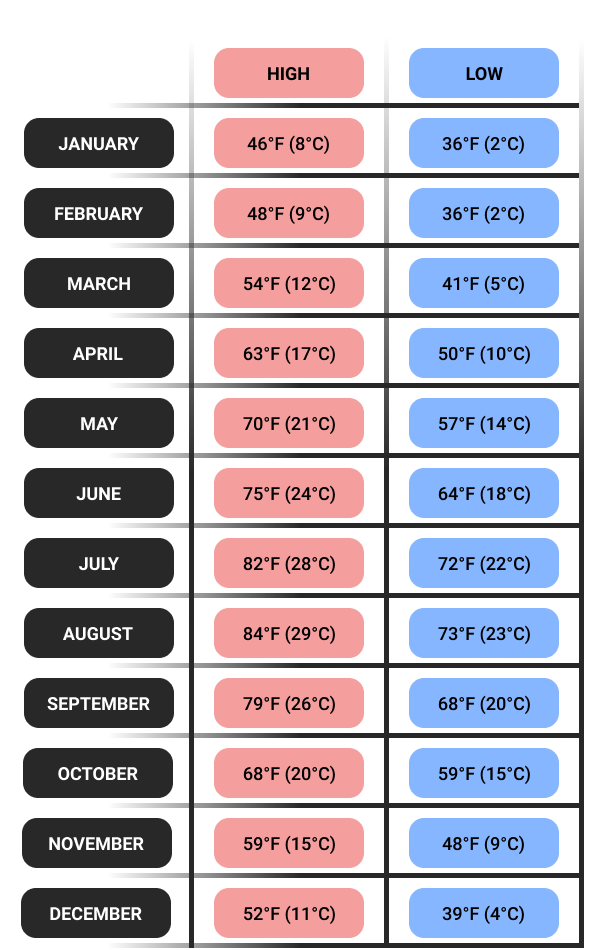 HIGH LOW
JANUARY 46°F (8°C) 36°F (2°C)
FEBRUARY 48°F (9°C) 36°F (2°C)
MARCH 54°F (12°C) 41°F (5°C)
APRIL 63°F (17°C) 50°F (10°C)
MAY 70°F (21°C) 57°F (14°C)
JUNE 75°F (24°C) 64°F (18°C)
JULY 82°F (28°C) 72°F (22°C)
AUGUST 84°F (29°C) 73°F (23°C)
SEPTEMBER 79°F (26°C) 68°F (20°C)
OCTOBER 68°F (20°C) 59°F (15°C)
NOVEMBER 59°F (15°C) 48°F (9°C)
DECEMBER 52°F (11°C) 39°F (4°C)